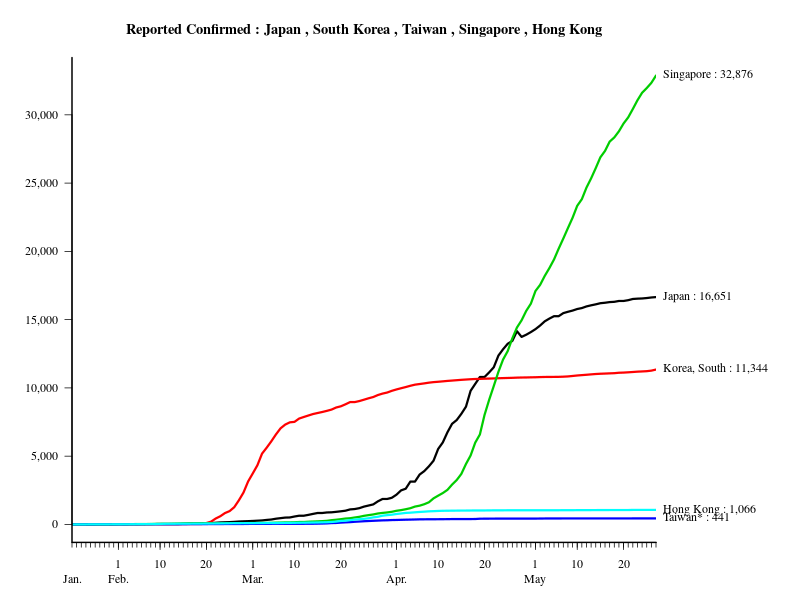 Reported Confirmed : Japan , South Korea , Taiwan , Singapore , Hong Kong
Singapore : 32,876
30,000
25,000
20,000
Japan : 16,651
15,000
Korea, South : 11,344
10,000
5,000
Hong Kong : 1,066
Taiwan* : 441
0
1 10 20 1 10 20 1 10 20 1 10 20
Jan. Feb. Mar. Apr. May